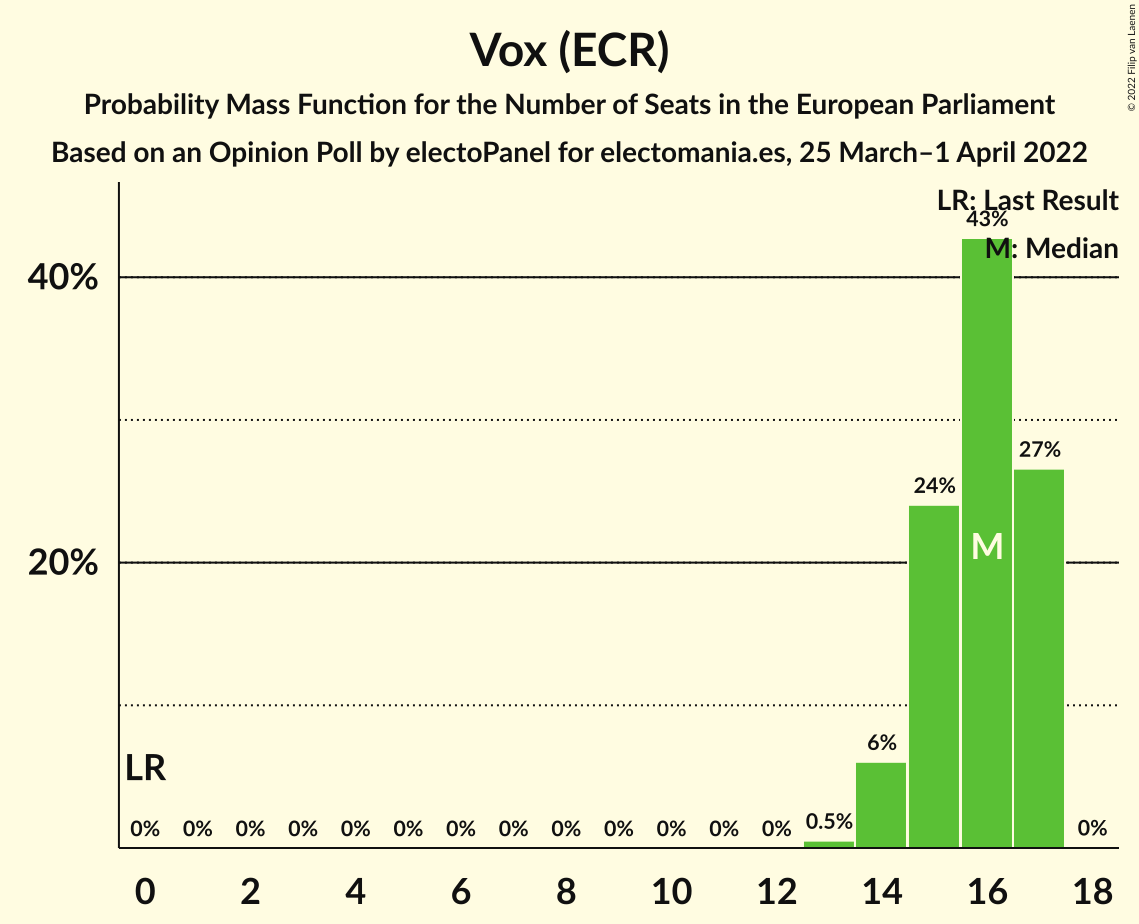 Vox (ECR)
Probability Mass Function for the Number of Seats in the European Parliament
Based on an Opinion Poll by electoPanel for electomania.es, 25 March–1 April 2022
© 2022 Filip van Laenen
LR: Last Result
M: Median
43%
40%
27%
24%
M
20%
6%
LR
0% 0% 0% 0% 0% 0% 0% 0% 0% 0% 0% 0% 0% 0.5% 0%
0 2 4 6 8 10 12 14 16 18